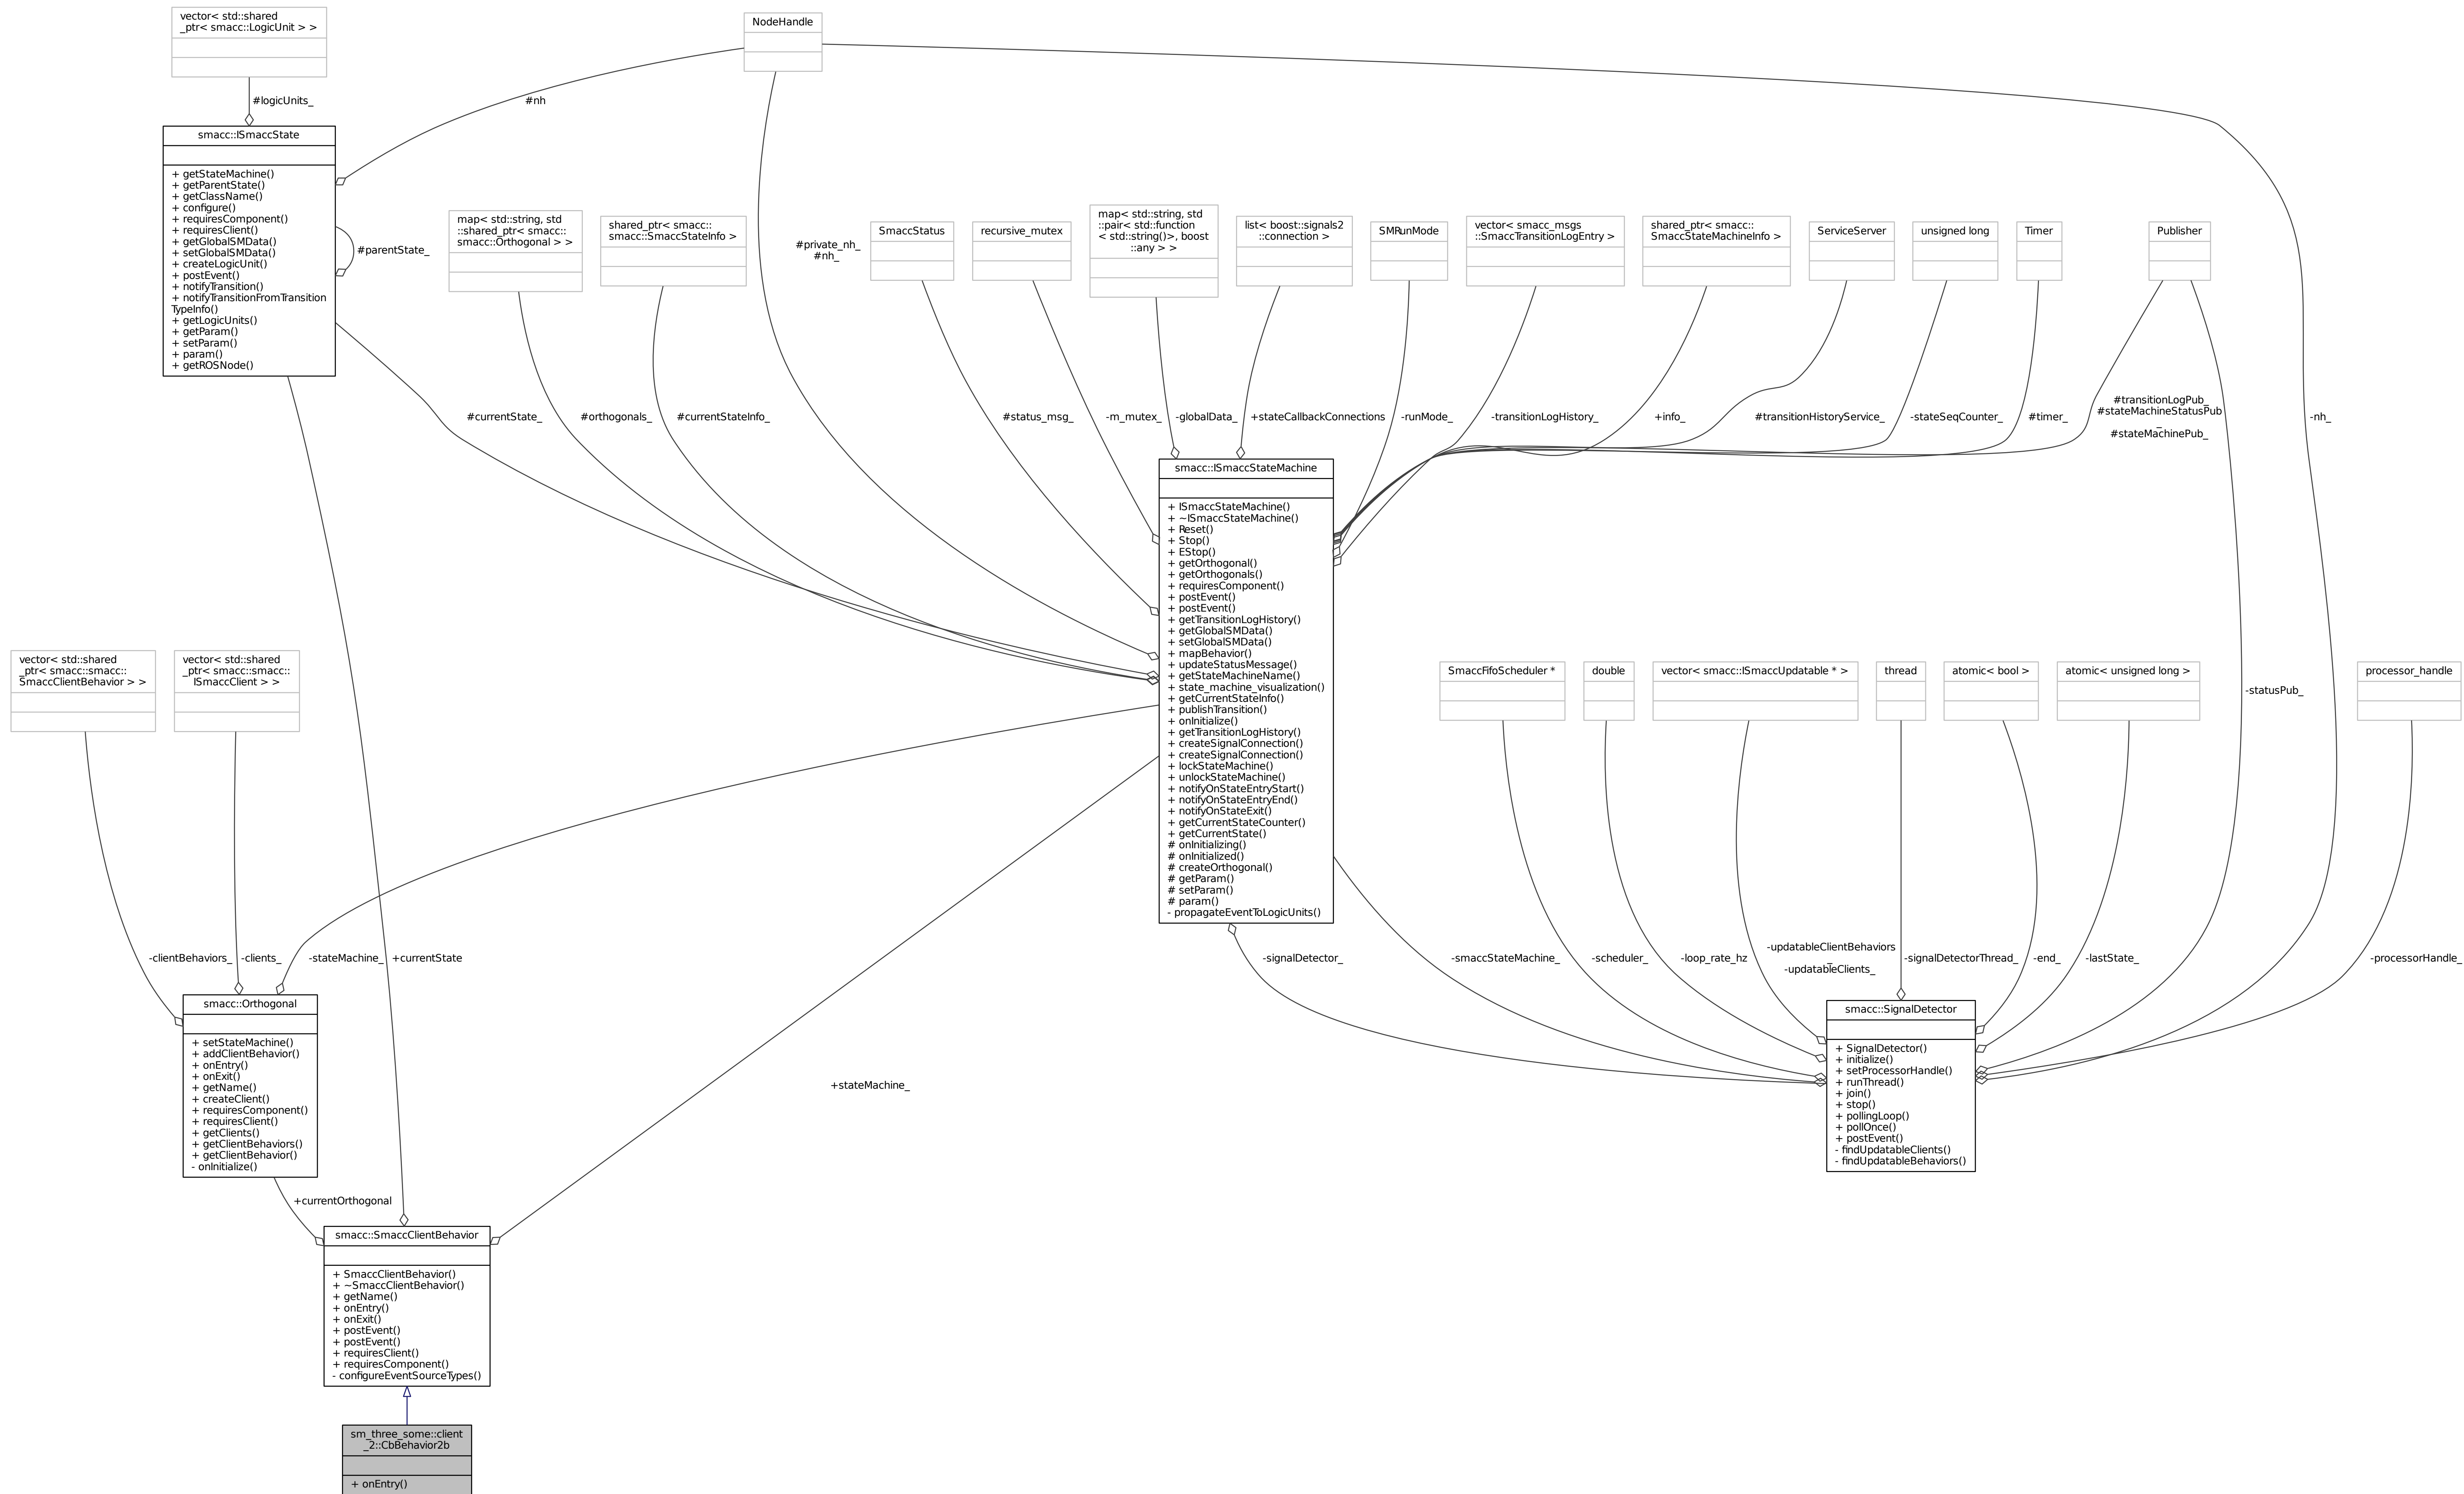 vector< std::shared
_ptr< smacc::LogicUnit > >
NodeHandle
#logicUnits_
#nh
smacc::ISmaccState
+ getStateMachine()
+ getParentState()
+ getClassName()
+ configure()
+ requiresComponent()
+ requiresClient()
+ getGlobalSMData()
+ setGlobalSMData()
+ createLogicUnit()
+ postEvent()
+ notifyTransition()
+ notifyTransitionFromTransition
TypeInfo()
+ getLogicUnits()
+ getParam()
+ setParam()
+ param()
+ getROSNode()
#parentState_
map< std::string, std
::shared_ptr< smacc::
smacc::Orthogonal > >
shared_ptr< smacc::
smacc::SmaccStateInfo >
#private_nh_
#nh_
SmaccStatus
recursive_mutex
map< std::string, std
::pair< std::function
< std::string()>, boost
::any > >
list< boost::signals2
::connection >
SMRunMode
vector< smacc_msgs
::SmaccTransitionLogEntry >
shared_ptr< smacc::
SmaccStateMachineInfo >
ServiceServer
unsigned long
Timer
Publisher
#currentState_
#orthogonals_
#currentStateInfo_
#status_msg_
-m_mutex_
-globalData_
+stateCallbackConnections
-runMode_
-transitionLogHistory_
+info_
#transitionHistoryService_
-stateSeqCounter_
#timer_
#transitionLogPub_
#stateMachineStatusPub
_
#stateMachinePub_
-nh_
smacc::ISmaccStateMachine
+ ISmaccStateMachine()
+ ~ISmaccStateMachine()
+ Reset()
+ Stop()
+ EStop()
+ getOrthogonal()
+ getOrthogonals()
+ requiresComponent()
+ postEvent()
+ postEvent()
+ getTransitionLogHistory()
+ getGlobalSMData()
+ setGlobalSMData()
+ mapBehavior()
+ updateStatusMessage()
+ getStateMachineName()
+ state_machine_visualization()
+ getCurrentStateInfo()
+ publishTransition()
+ onInitialize()
+ getTransitionLogHistory()
+ createSignalConnection()
+ createSignalConnection()
+ lockStateMachine()
+ unlockStateMachine()
+ notifyOnStateEntryStart()
+ notifyOnStateEntryEnd()
+ notifyOnStateExit()
+ getCurrentStateCounter()
+ getCurrentState()
# onInitializing()
# onInitialized()
# createOrthogonal()
# getParam()
# setParam()
# param()
- propagateEventToLogicUnits()
vector< std::shared
_ptr< smacc::smacc::
SmaccClientBehavior > >
vector< std::shared
_ptr< smacc::smacc::
ISmaccClient > >
SmaccFifoScheduler *
double
vector< smacc::ISmaccUpdatable * >
thread
atomic< bool >
atomic< unsigned long >
-statusPub_
processor_handle
-clientBehaviors_
-clients_
-stateMachine_
+currentState
-signalDetector_
-smaccStateMachine_
-scheduler_
-loop_rate_hz
-updatableClientBehaviors
_
-updatableClients_
-signalDetectorThread_
-end_
-lastState_
-processorHandle_
smacc::Orthogonal
+ setStateMachine()
+ addClientBehavior()
+ onEntry()
+ onExit()
+ getName()
+ createClient()
+ requiresComponent()
+ requiresClient()
+ getClients()
+ getClientBehaviors()
+ getClientBehavior()
- onInitialize()
smacc::SignalDetector
+ SignalDetector()
+ initialize()
+ setProcessorHandle()
+ runThread()
+ join()
+ stop()
+ pollingLoop()
+ pollOnce()
+ postEvent()
- findUpdatableClients()
- findUpdatableBehaviors()
+stateMachine_
+currentOrthogonal
smacc::SmaccClientBehavior
+ SmaccClientBehavior()
+ ~SmaccClientBehavior()
+ getName()
+ onEntry()
+ onExit()
+ postEvent()
+ postEvent()
+ requiresClient()
+ requiresComponent()
- configureEventSourceTypes()
sm_three_some::client
_2::CbBehavior2b
+ onEntry()